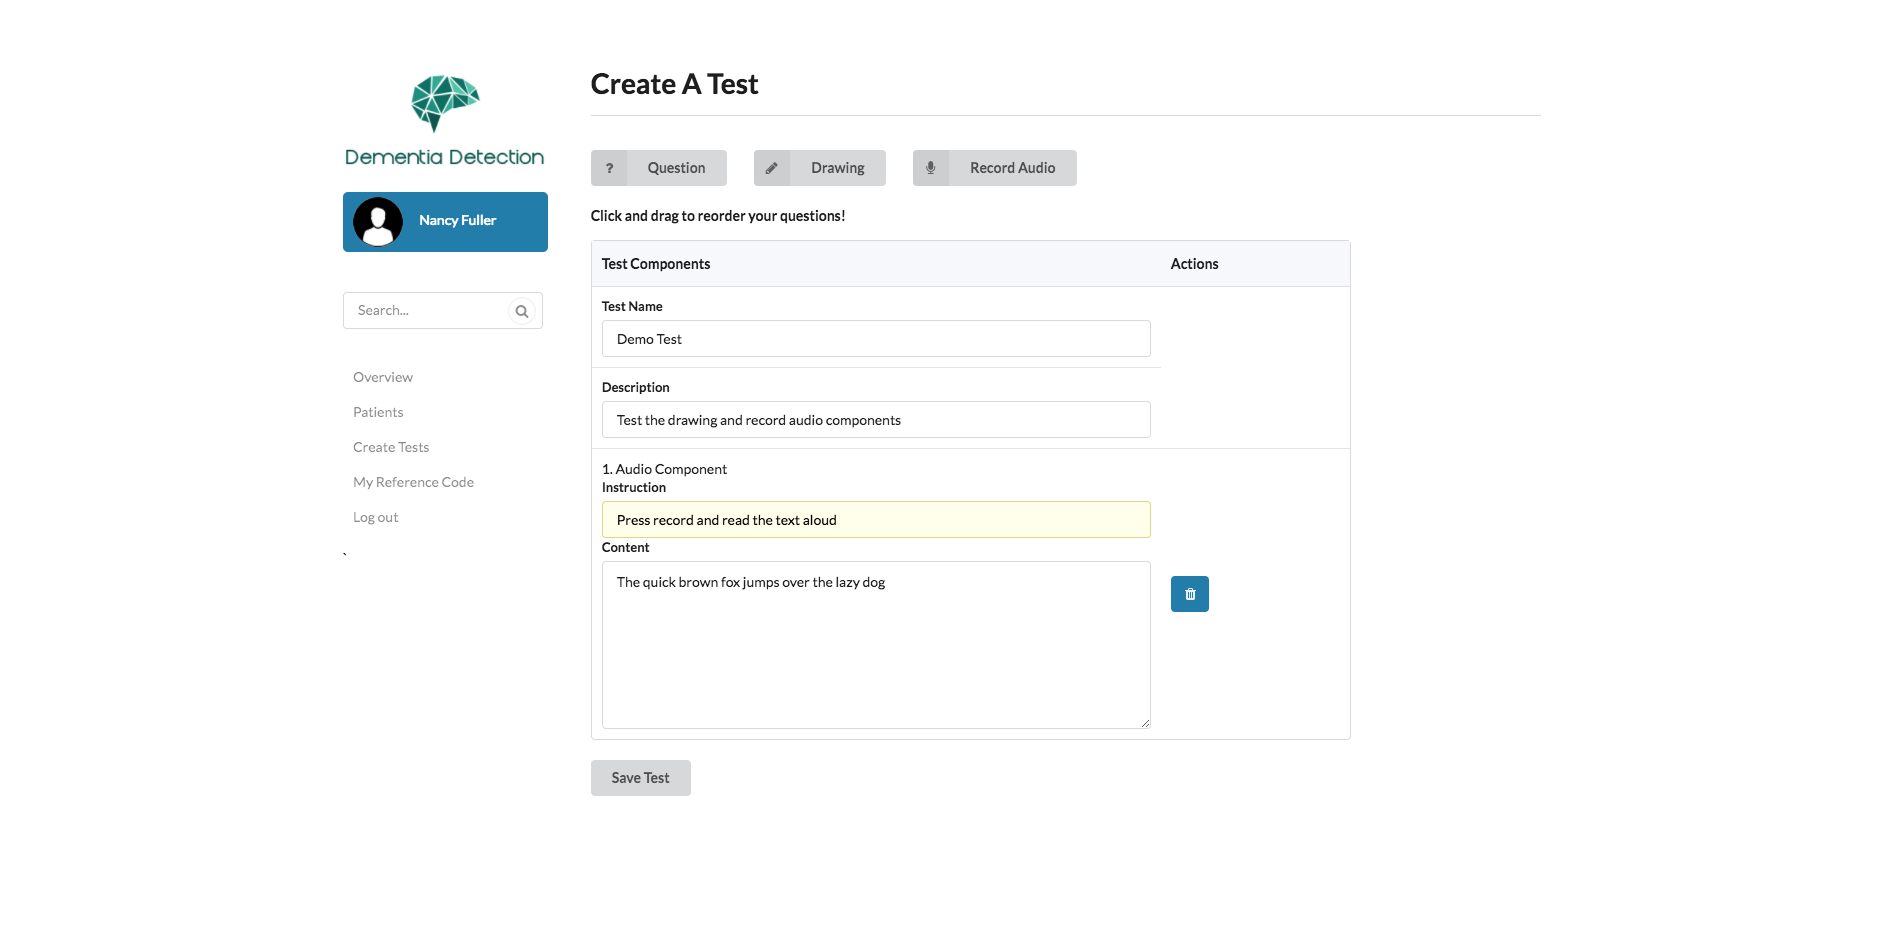 Dementia Detection
Nancy Fuller
Search...
Overview
Patients
Create Tests
My Reference Code
Log out
`
Create A Test
? Question
Drawing
Record Audio
Click and drag to reorder your questions!
Test Components Actions
Test Name
Demo Test
Description
Test the drawing and record audio components
1. Audio Component
Instruction
Press record and read the text aloud
Content
The quick brown fox jumps over the lazy dog
Save Test